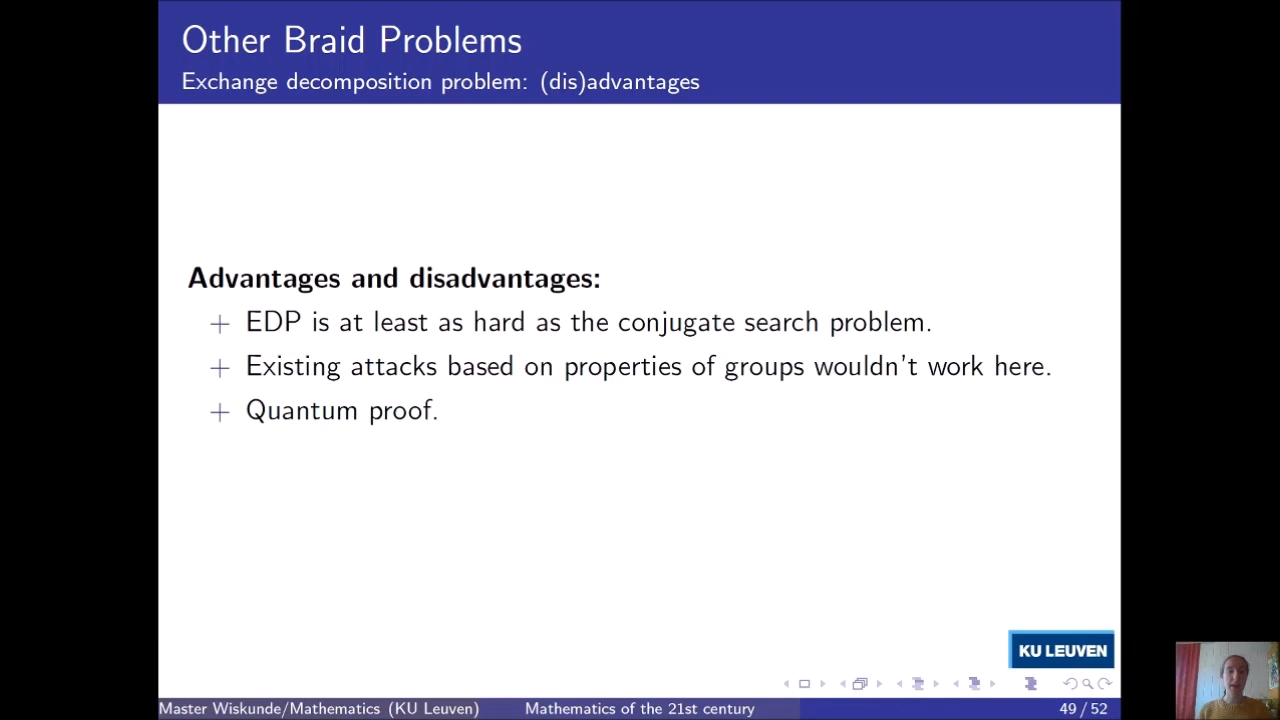 Other Braid Problems
Exchange decomposition problem: (dis)advantages
Advantages and disadvantages:
+ EDP is at least as hard as the conjugate search problem.
+ Existing attacks based on properties of groups wouldn't work here.
+ Quantum proof.
KU LEUVEN
Master Wiskunde/Mathematics (KU Leuven) Mathematics of the 21st century 49 / 52